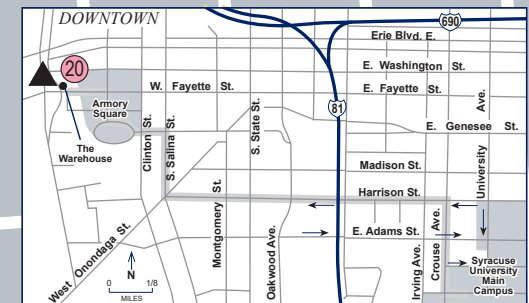 DOWNTOWN
690
Erie Blvd. E.
20
E. Washington St.
W. Fayette St.
E. Fayette St.
Armory
Square
81
Ave.
E. Genesee St.
The
Warehouse
Clinton St.
S. Salina St.
S. State St.
Madison St.
University
Harrison St.
Montgomery St.
Oakwood Ave.
E. Adams St.
Irving Ave.
Crouse Ave.
West Onondaga St.
N
0 1/8
MILES
Syracuse
University
Main
Campus